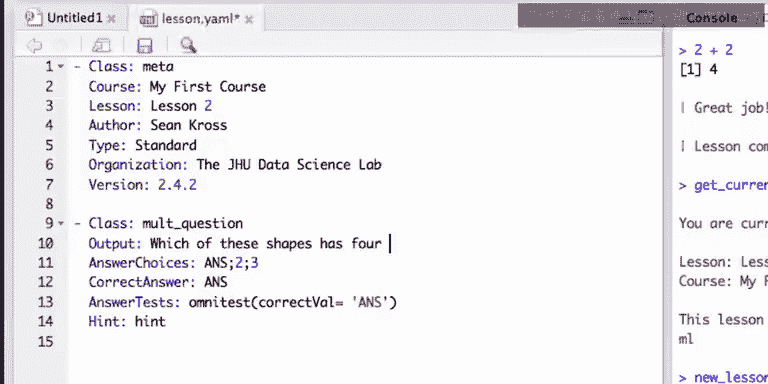 Untitled1
lesson.yaml*
Console
1 - Class: meta
2 Course: My First Course
3 Lesson: Lesson 2
4 Author: Sean Kross
5 Type: Standard
6 Organization: The JHU Data Science Lab
7 Version: 2.4.2
8
9 - Class: mult_question
10 Output: Which of these shapes has four
11 AnswerChoices: ANS;2;3
12 CorrectAnswer: ANS
13 AnswerTests: omnitest(correctVal= 'ANS')
14 Hint: hint
15
> 2 + 2
[1] 4
| Great job!
| Lesson com
> get_curren
You are curr
Lesson: Less
Course: My F
This lesson
ml
> new_lesson